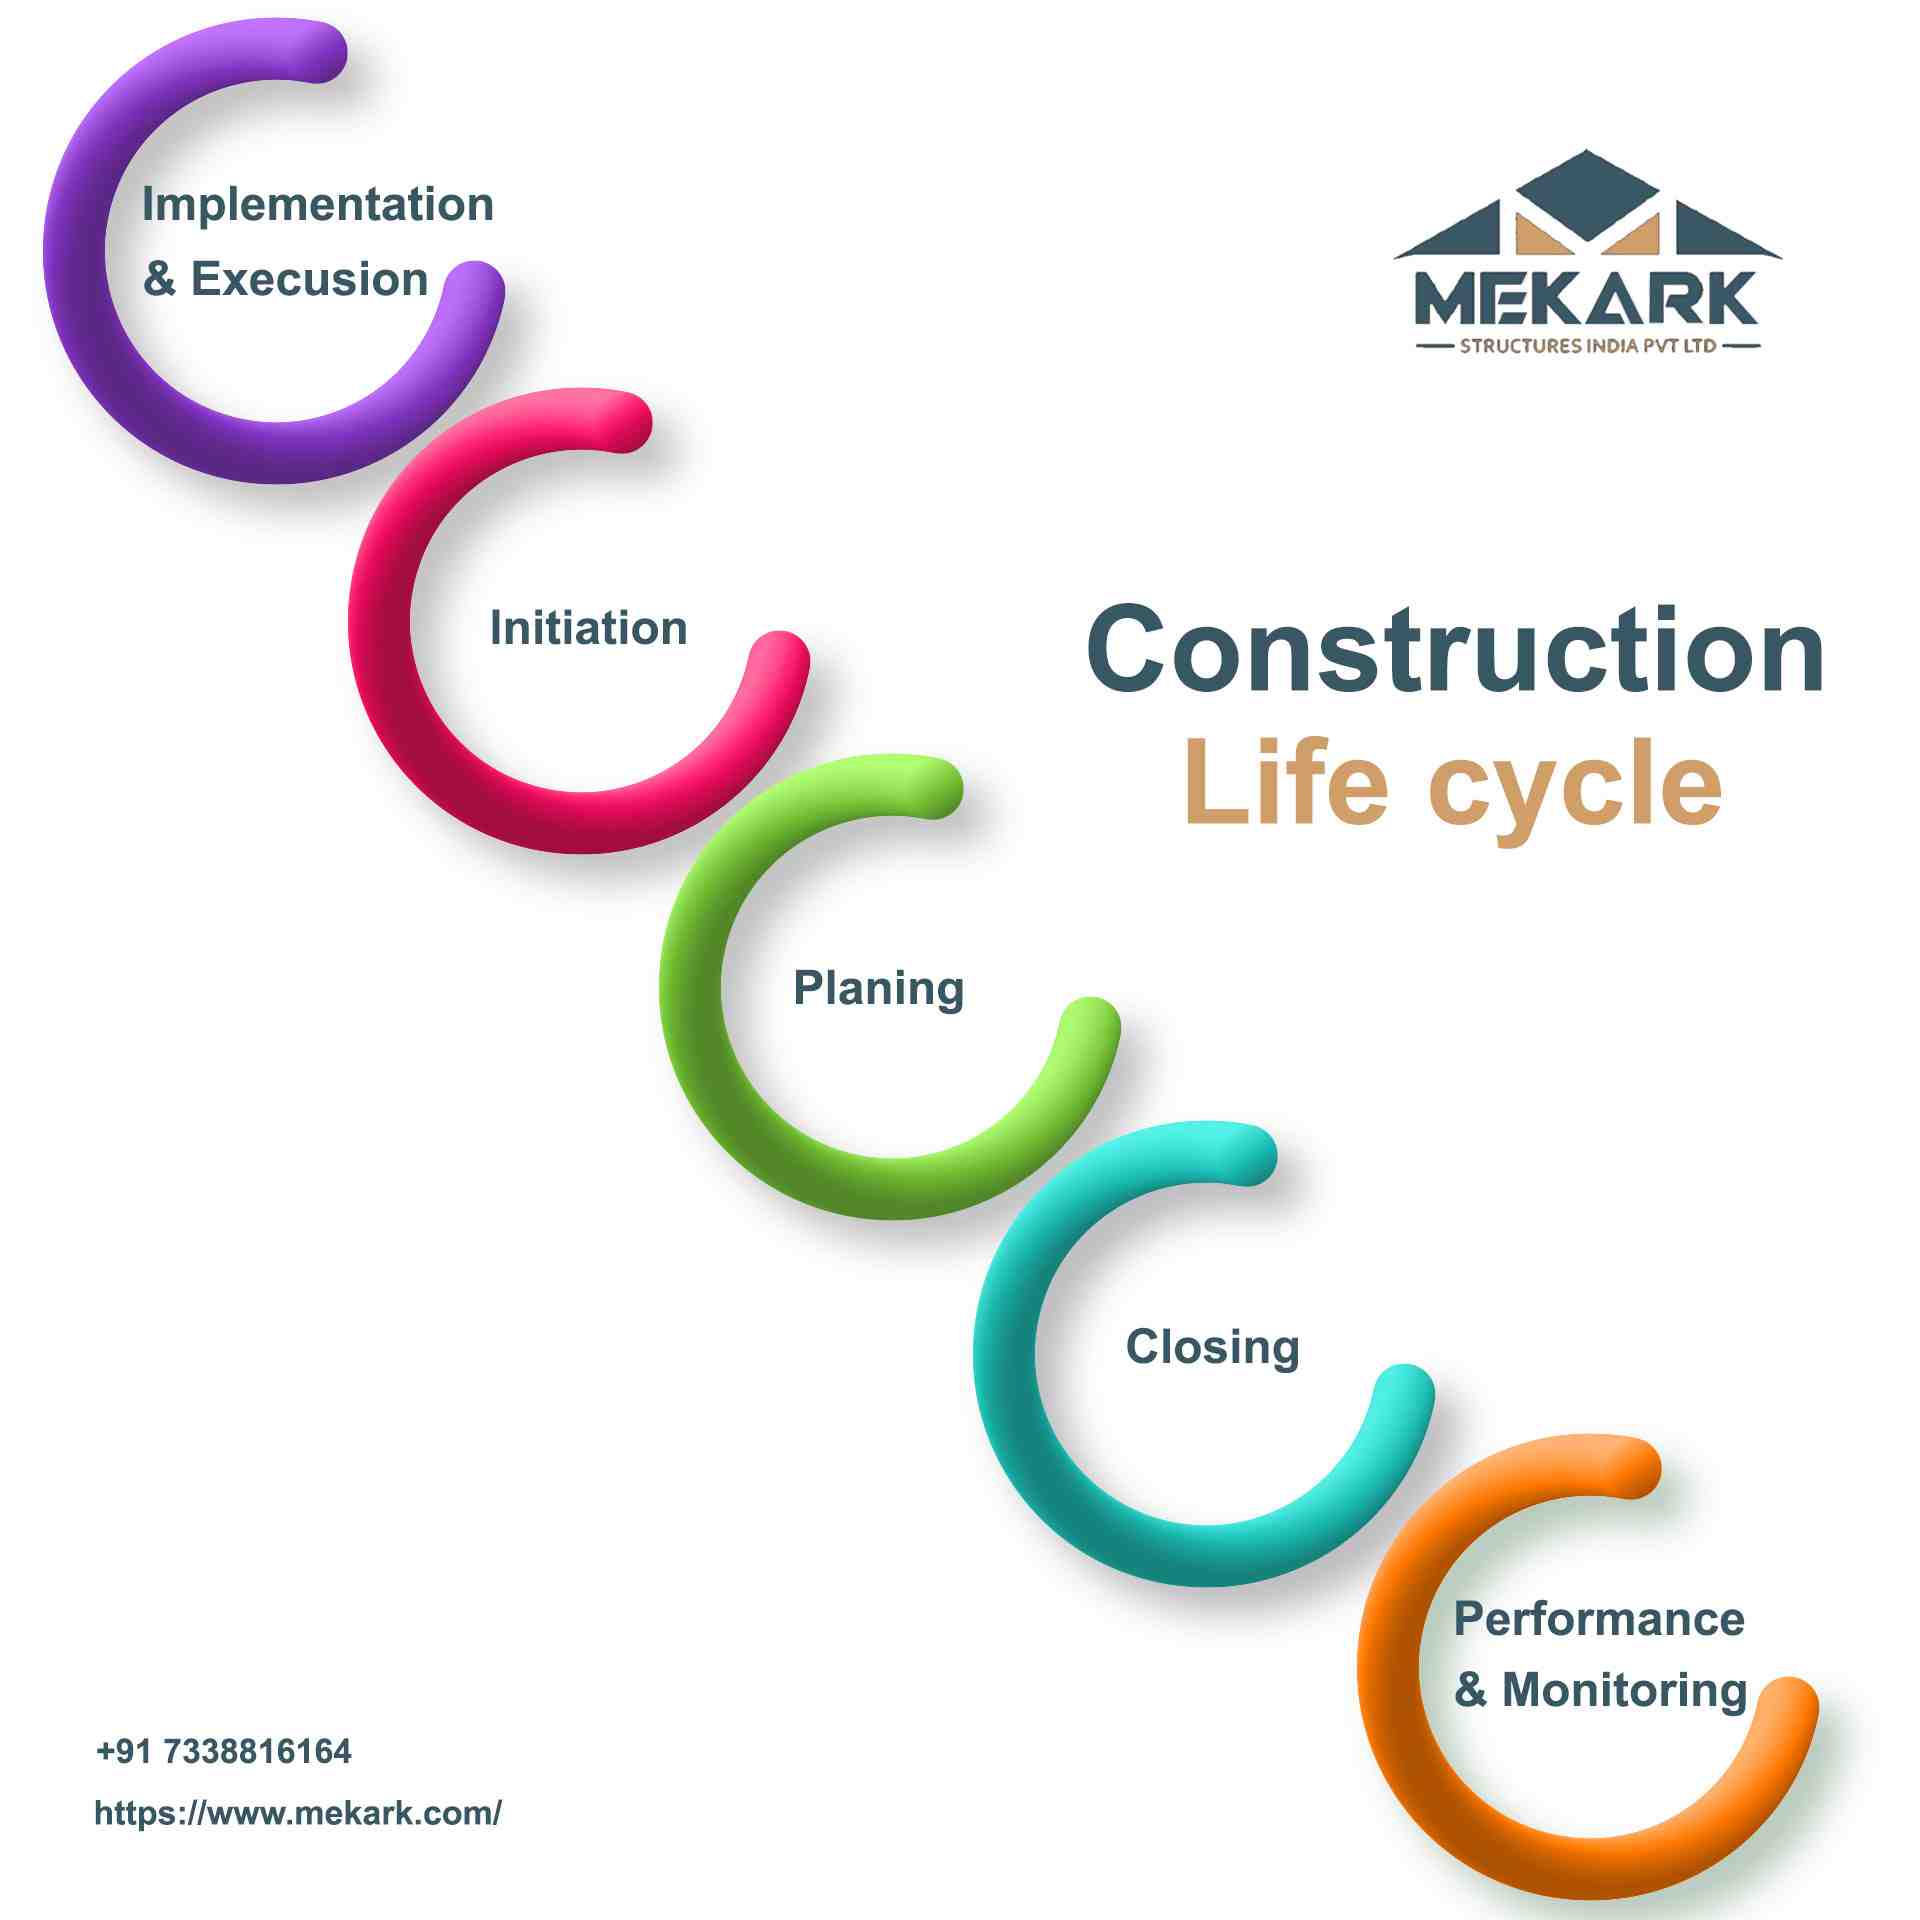 Implementation
& Execusion
MEKARK
STRUCTURES INDIA PVT LTD
Initiation
Construction
Life cycle
Planing
Closing
Performance
& Monitoring
+91 7338816164
https://www.mekark.com/